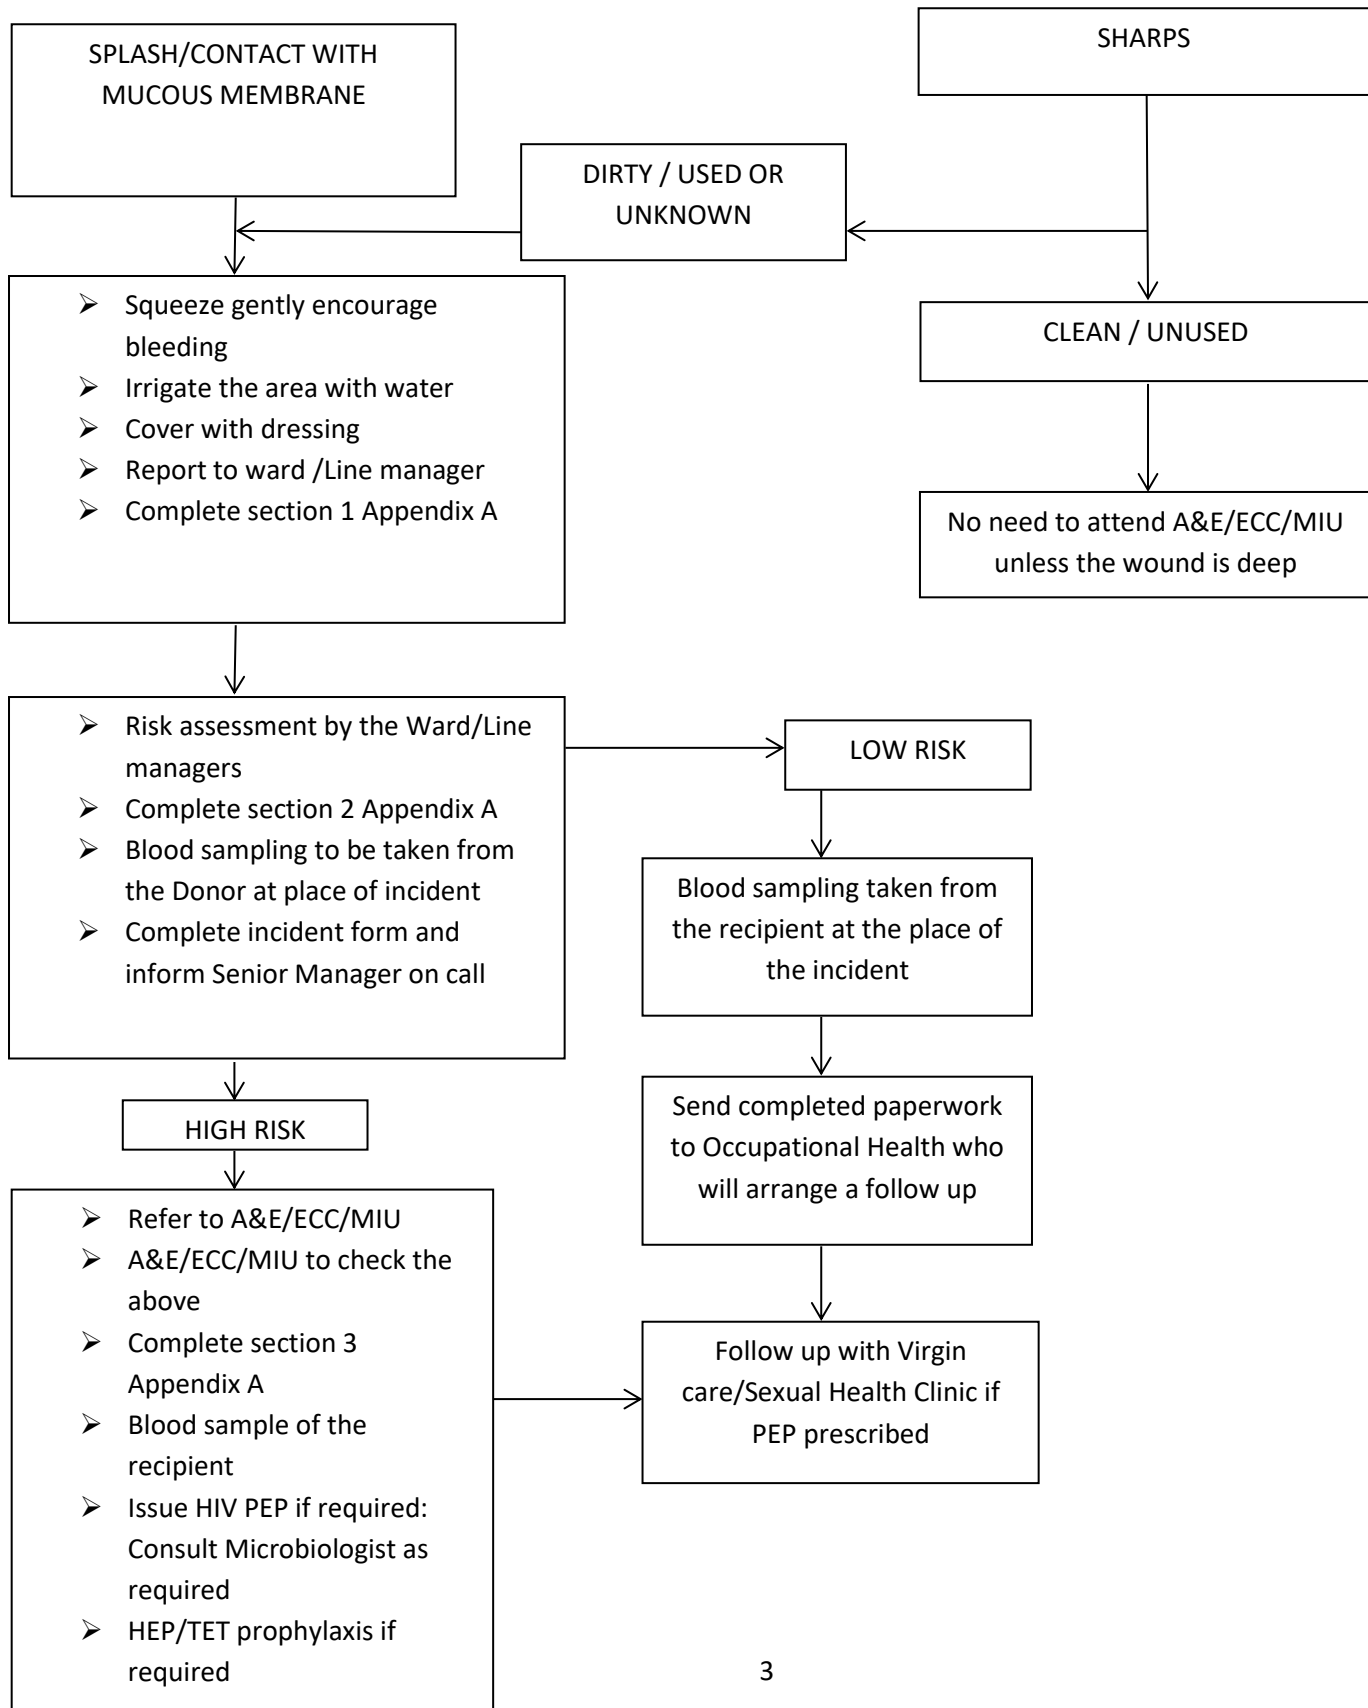 SPLASH/CONTACT WITH
MUCOUS MEMBRANE
SHARPS
DIRTY / USED OR
UNKNOWN
➢ Squeeze gently encourage
bleeding
➢ Irrigate the area with water
➢ Cover with dressing
➢ Report to ward /Line manager
➢ Complete section 1 Appendix A
CLEAN / UNUSED
No need to attend A&E/ECC/MIU
unless the wound is deep
➢ Risk assessment by the Ward/Line
managers
➢ Complete section 2 Appendix A
➢ Blood sampling to be taken from
the Donor at place of incident
➢ Complete incident form and
inform Senior Manager on call
LOW RISK
Blood sampling taken from
the recipient at the place of
the incident
Send completed paperwork
to Occupational Health who
will arrange a follow up
HIGH RISK
➢ Refer to A&E/ECC/MIU
➢ A&E/ECC/MIU to check the
above
➢ Complete section 3
Appendix A
➢ Blood sample of the
recipient
➢ Issue HIV PEP if required:
Consult Microbiologist as
required
➢ HEP/TET prophylaxis if
required
Follow up with Virgin
care/Sexual Health Clinic if
PEP prescribed
3